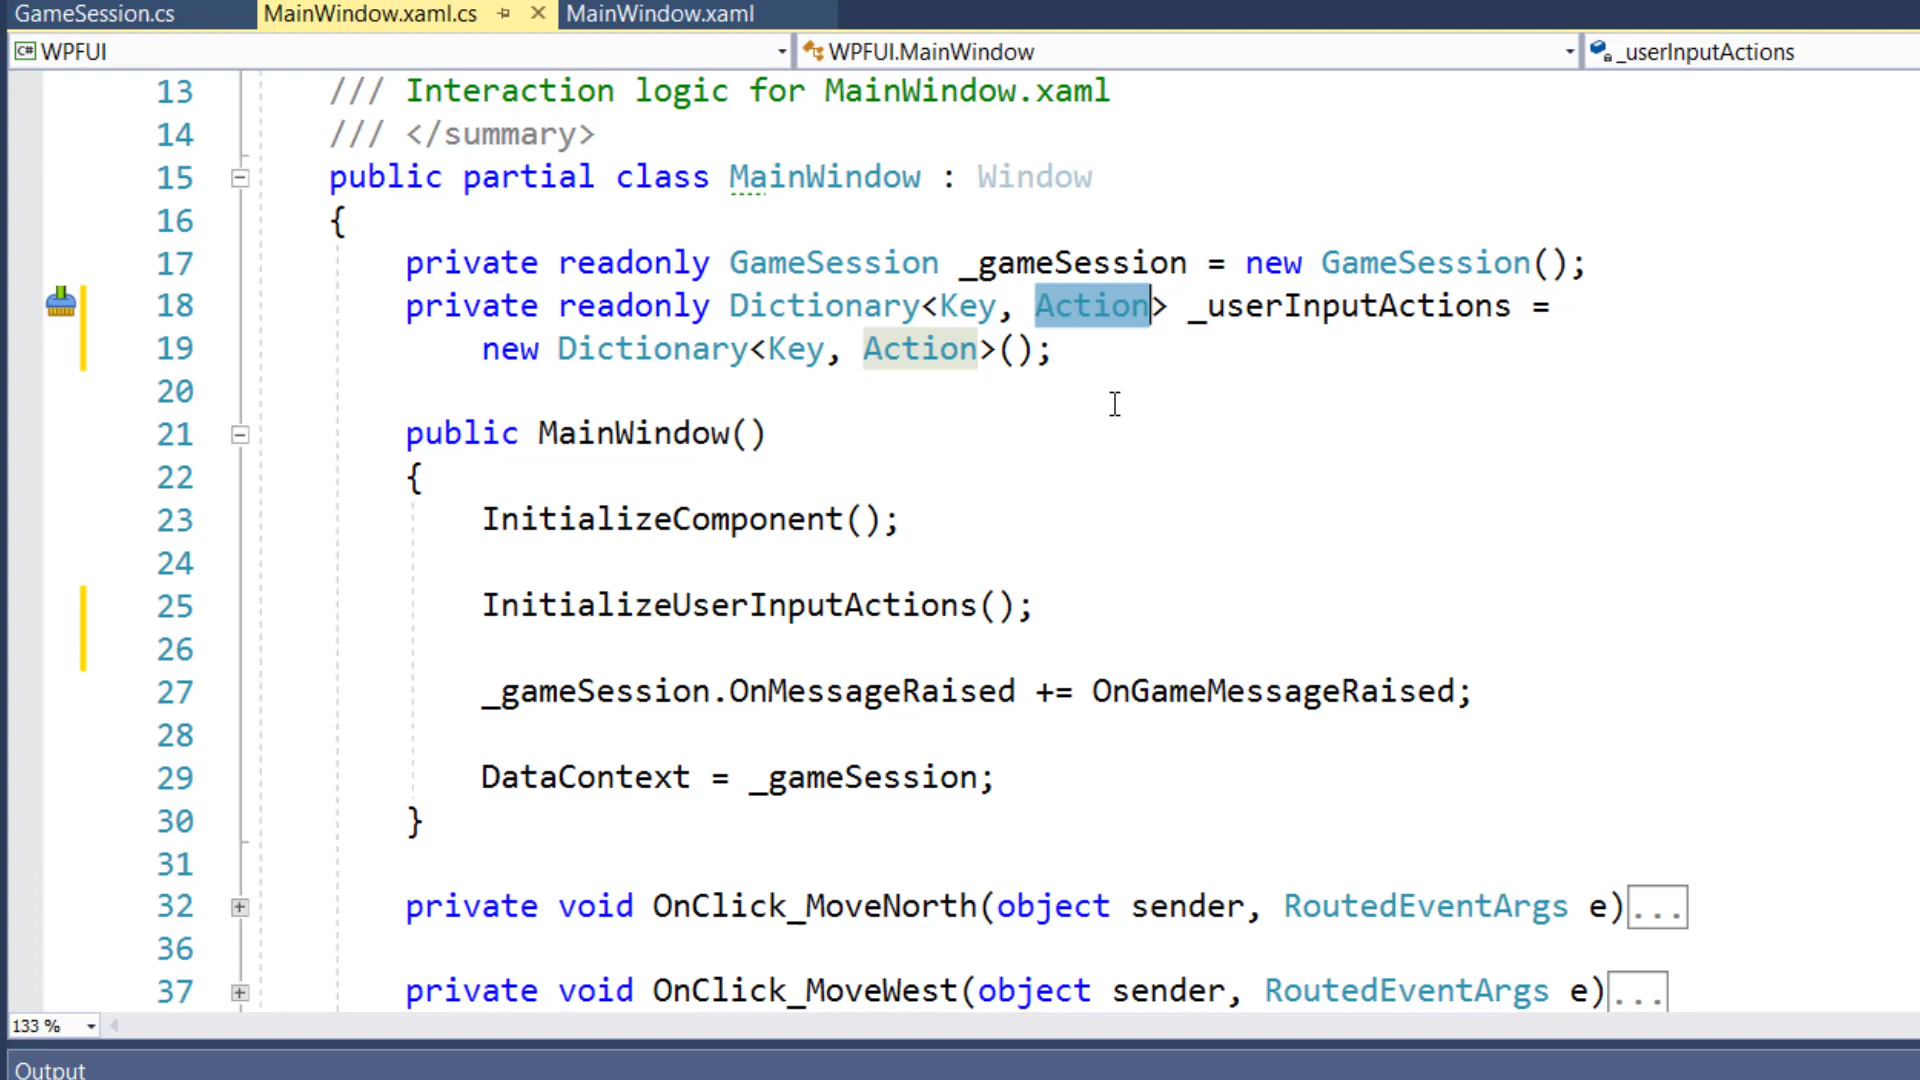 GameSession.cs MainWindow.xaml.cs MainWindow.xaml
C# WPFUI WPFUI.MainWindow _userInputActions
13 /// Interaction logic for MainWindow.xaml
14 /// </summary>
15 public partial class MainWindow : Window
16 {
17 private readonly GameSession _gameSession = new GameSession();
18 private readonly Dictionary<Key, Action> _userInputActions =
19 new Dictionary<Key, Action>();
20
21 public MainWindow()
22 {
23 InitializeComponent();
24
25 InitializeUserInputActions();
26
27 _gameSession.OnMessageRaised += OnGameMessageRaised;
28
29 DataContext = _gameSession;
30 }
31
32 private void OnClick_MoveNorth(object sender, RoutedEventArgs e)...
36
37 private void OnClick_MoveWest(object sender, RoutedEventArgs e)...
133 %
Output